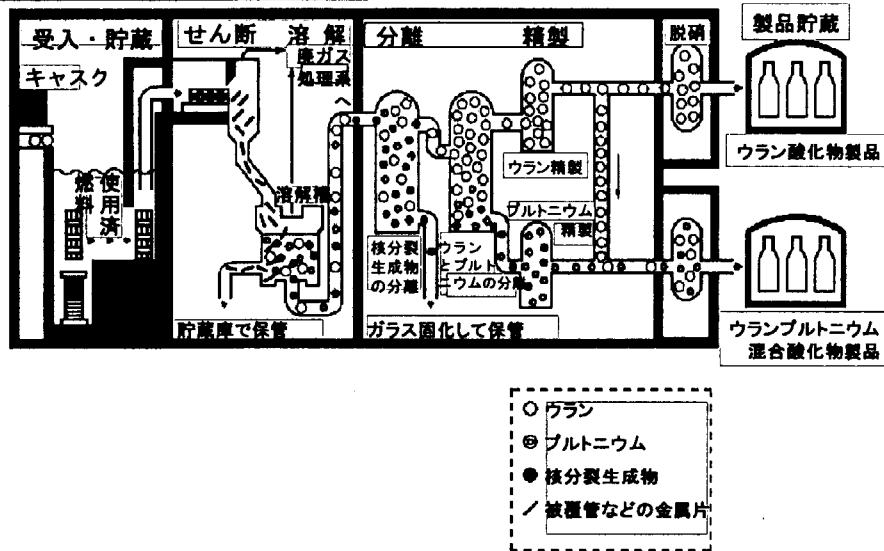 受入・貯蔵
せん断　溶解
分離　精製
脱硝
製品貯蔵
キャスク
廃ガス
処理系
へ
使用済
燃料
溶解槽
ウラン精製
プルトニウム
精製
核分裂
生成物
の分離
ウラン
とプルト
ニウムの分離
貯蔵庫で保管
ガラス固化して保管
ウラン酸化物製品
ウランプルトニウム
混合酸化物製品
ウラン
プルトニウム
核分裂生成物
被覆管などの金属片